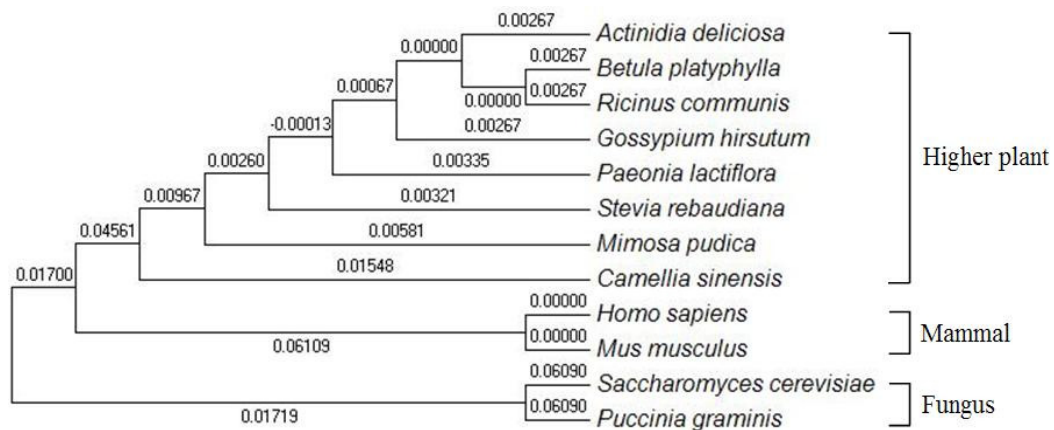 0.00267
Actinidia deliciosa
0.00000
0.00267
Betula platyphylla
0.00067
0.00267
0.00000
Ricinus communis
-0.00013
0.00267
Gossypium hirsutum
0.00260
0.00335
Paeonia lactiflora
Higher plant
0.00967
0.00321
Stevia rebaudiana
0.04561
0.00581
Mimosa pudica
0.01700
0.01548
Camellia sinensis
0.00000
Homo sapiens
0.00000
Mammal
0.06109
Mus musculus
0.06090
Saccharomyces cerevisiae
0.06090
Fungus
0.01719
Puccinia graminis